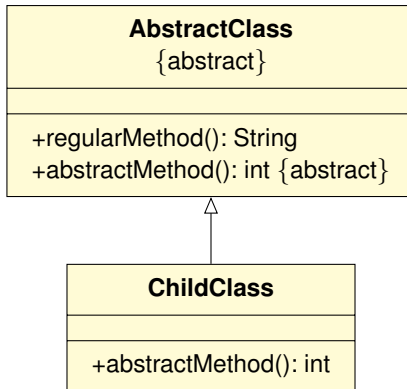 AbstractClass
{abstract}
+regularMethod(): String
+abstractMethod(): int {abstract}
ChildClass
+abstractMethod(): int